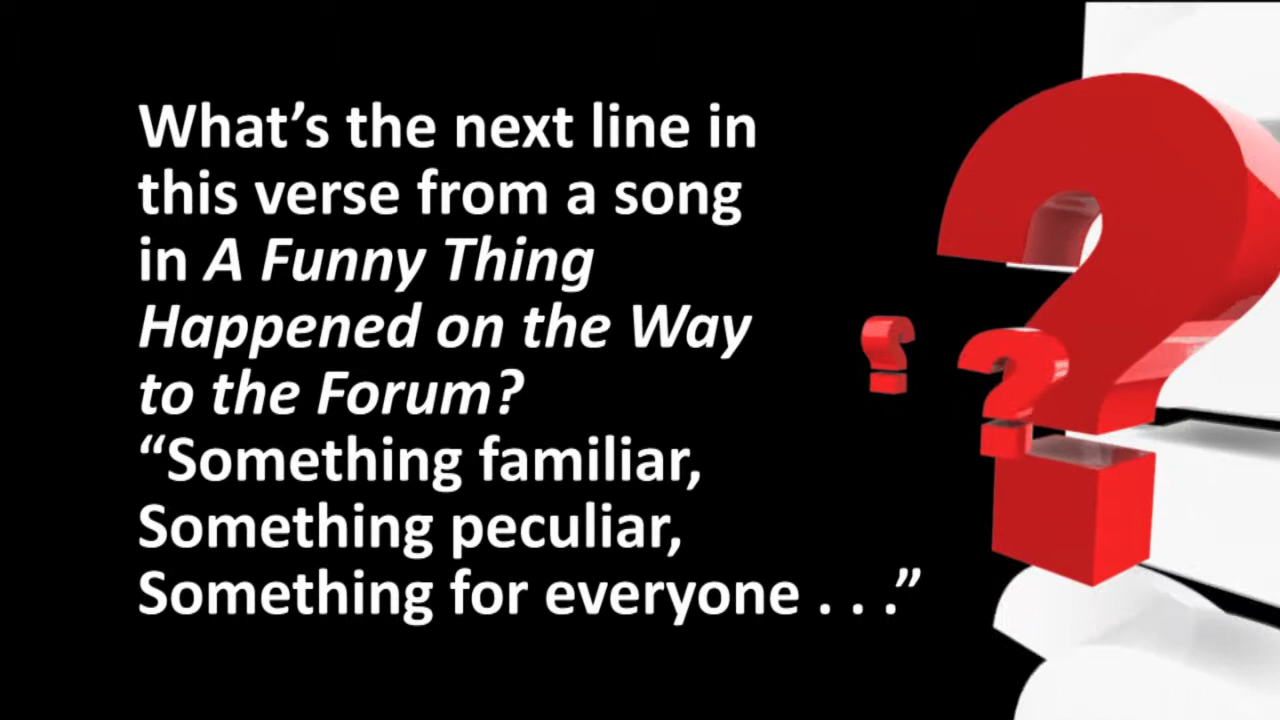 What’s the next line in
this verse from a song
in A Funny Thing
Happened on the Way
to the Forum?
“Something familiar,
Something peculiar,
Something for everyone . . .”